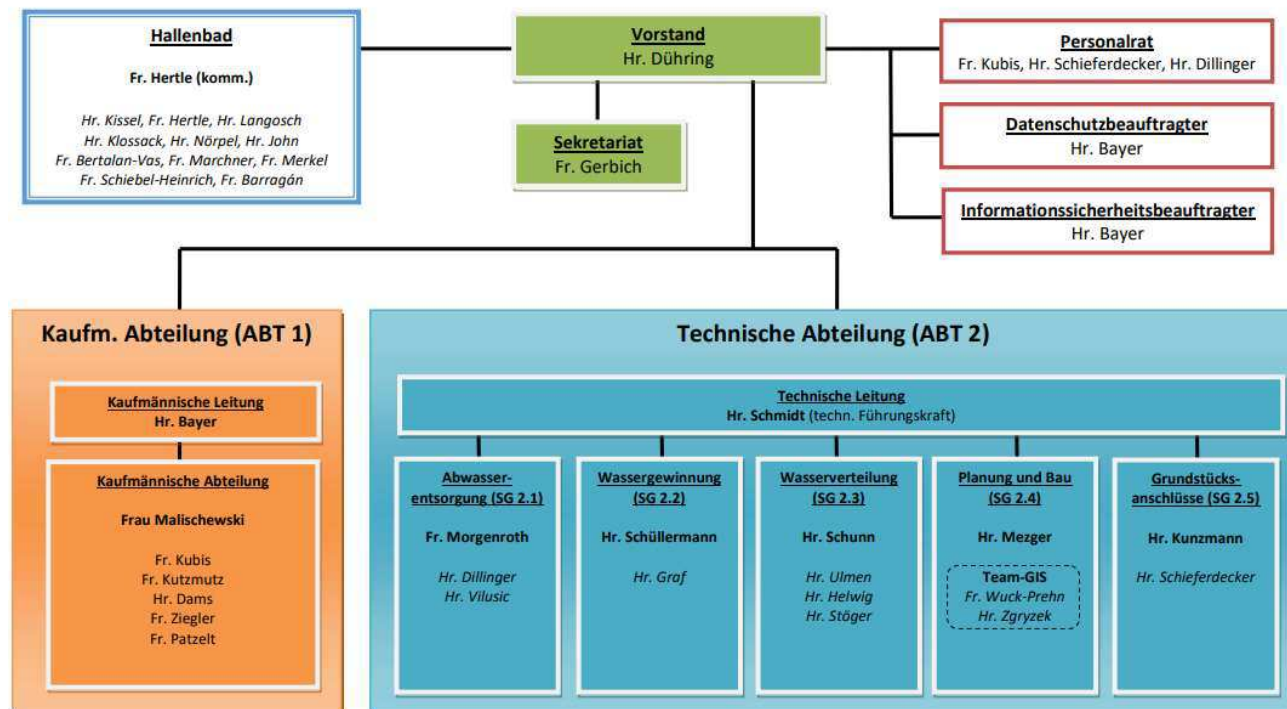 Hallenbad
Fr. Hertle (komm.)
Hr. Kissel, Fr. Hertle, Hr. Langosch
Hr. Klossack, Hr. Nörpel, Hr. John
Fr. Bertalan-Vas, Fr. Marchner, Fr. Merkel
Fr. Schiebel-Heinrich, Fr. Barragán
Vorstand
Hr. Dühring
Sekretariat
Fr. Gerbich
Personalrat
Fr. Kubis, Hr. Schieferdecker, Hr. Dillinger
Datenschutzbeauftragter
Hr. Bayer
Informationssicherheitsbeauftragter
Hr. Bayer
Kaufm. Abteilung (ABT 1)
Kaufmännische Leitung
Hr. Bayer
Kaufmännische Abteilung
Frau Malischewski
Fr. Kubis
Fr. Kutzmutz
Hr. Dams
Fr. Ziegler
Fr. Patzelt
Technische Abteilung (ABT 2)
Technische Leitung
Hr. Schmidt (techn. Führungskraft)
Abwasser-
entsorgung (SG 2.1)
Fr. Morgenroth
Hr. Dillinger
Hr. Vilusic
Wassergewinnung
(SG 2.2)
Hr. Schüllermann
Hr. Graf
Wasserverteilung
(SG 2.3)
Hr. Schunn
Hr. Ulmen
Hr. Helwig
Hr. Stöger
Planung und Bau
(SG 2.4)
Hr. Mezger
Team-GIS
Fr. Wuck-Prehn
Hr. Zgryzek
Grundstücks-
anschlüsse (SG 2.5)
Hr. Kunzmann
Hr. Schieferdecker